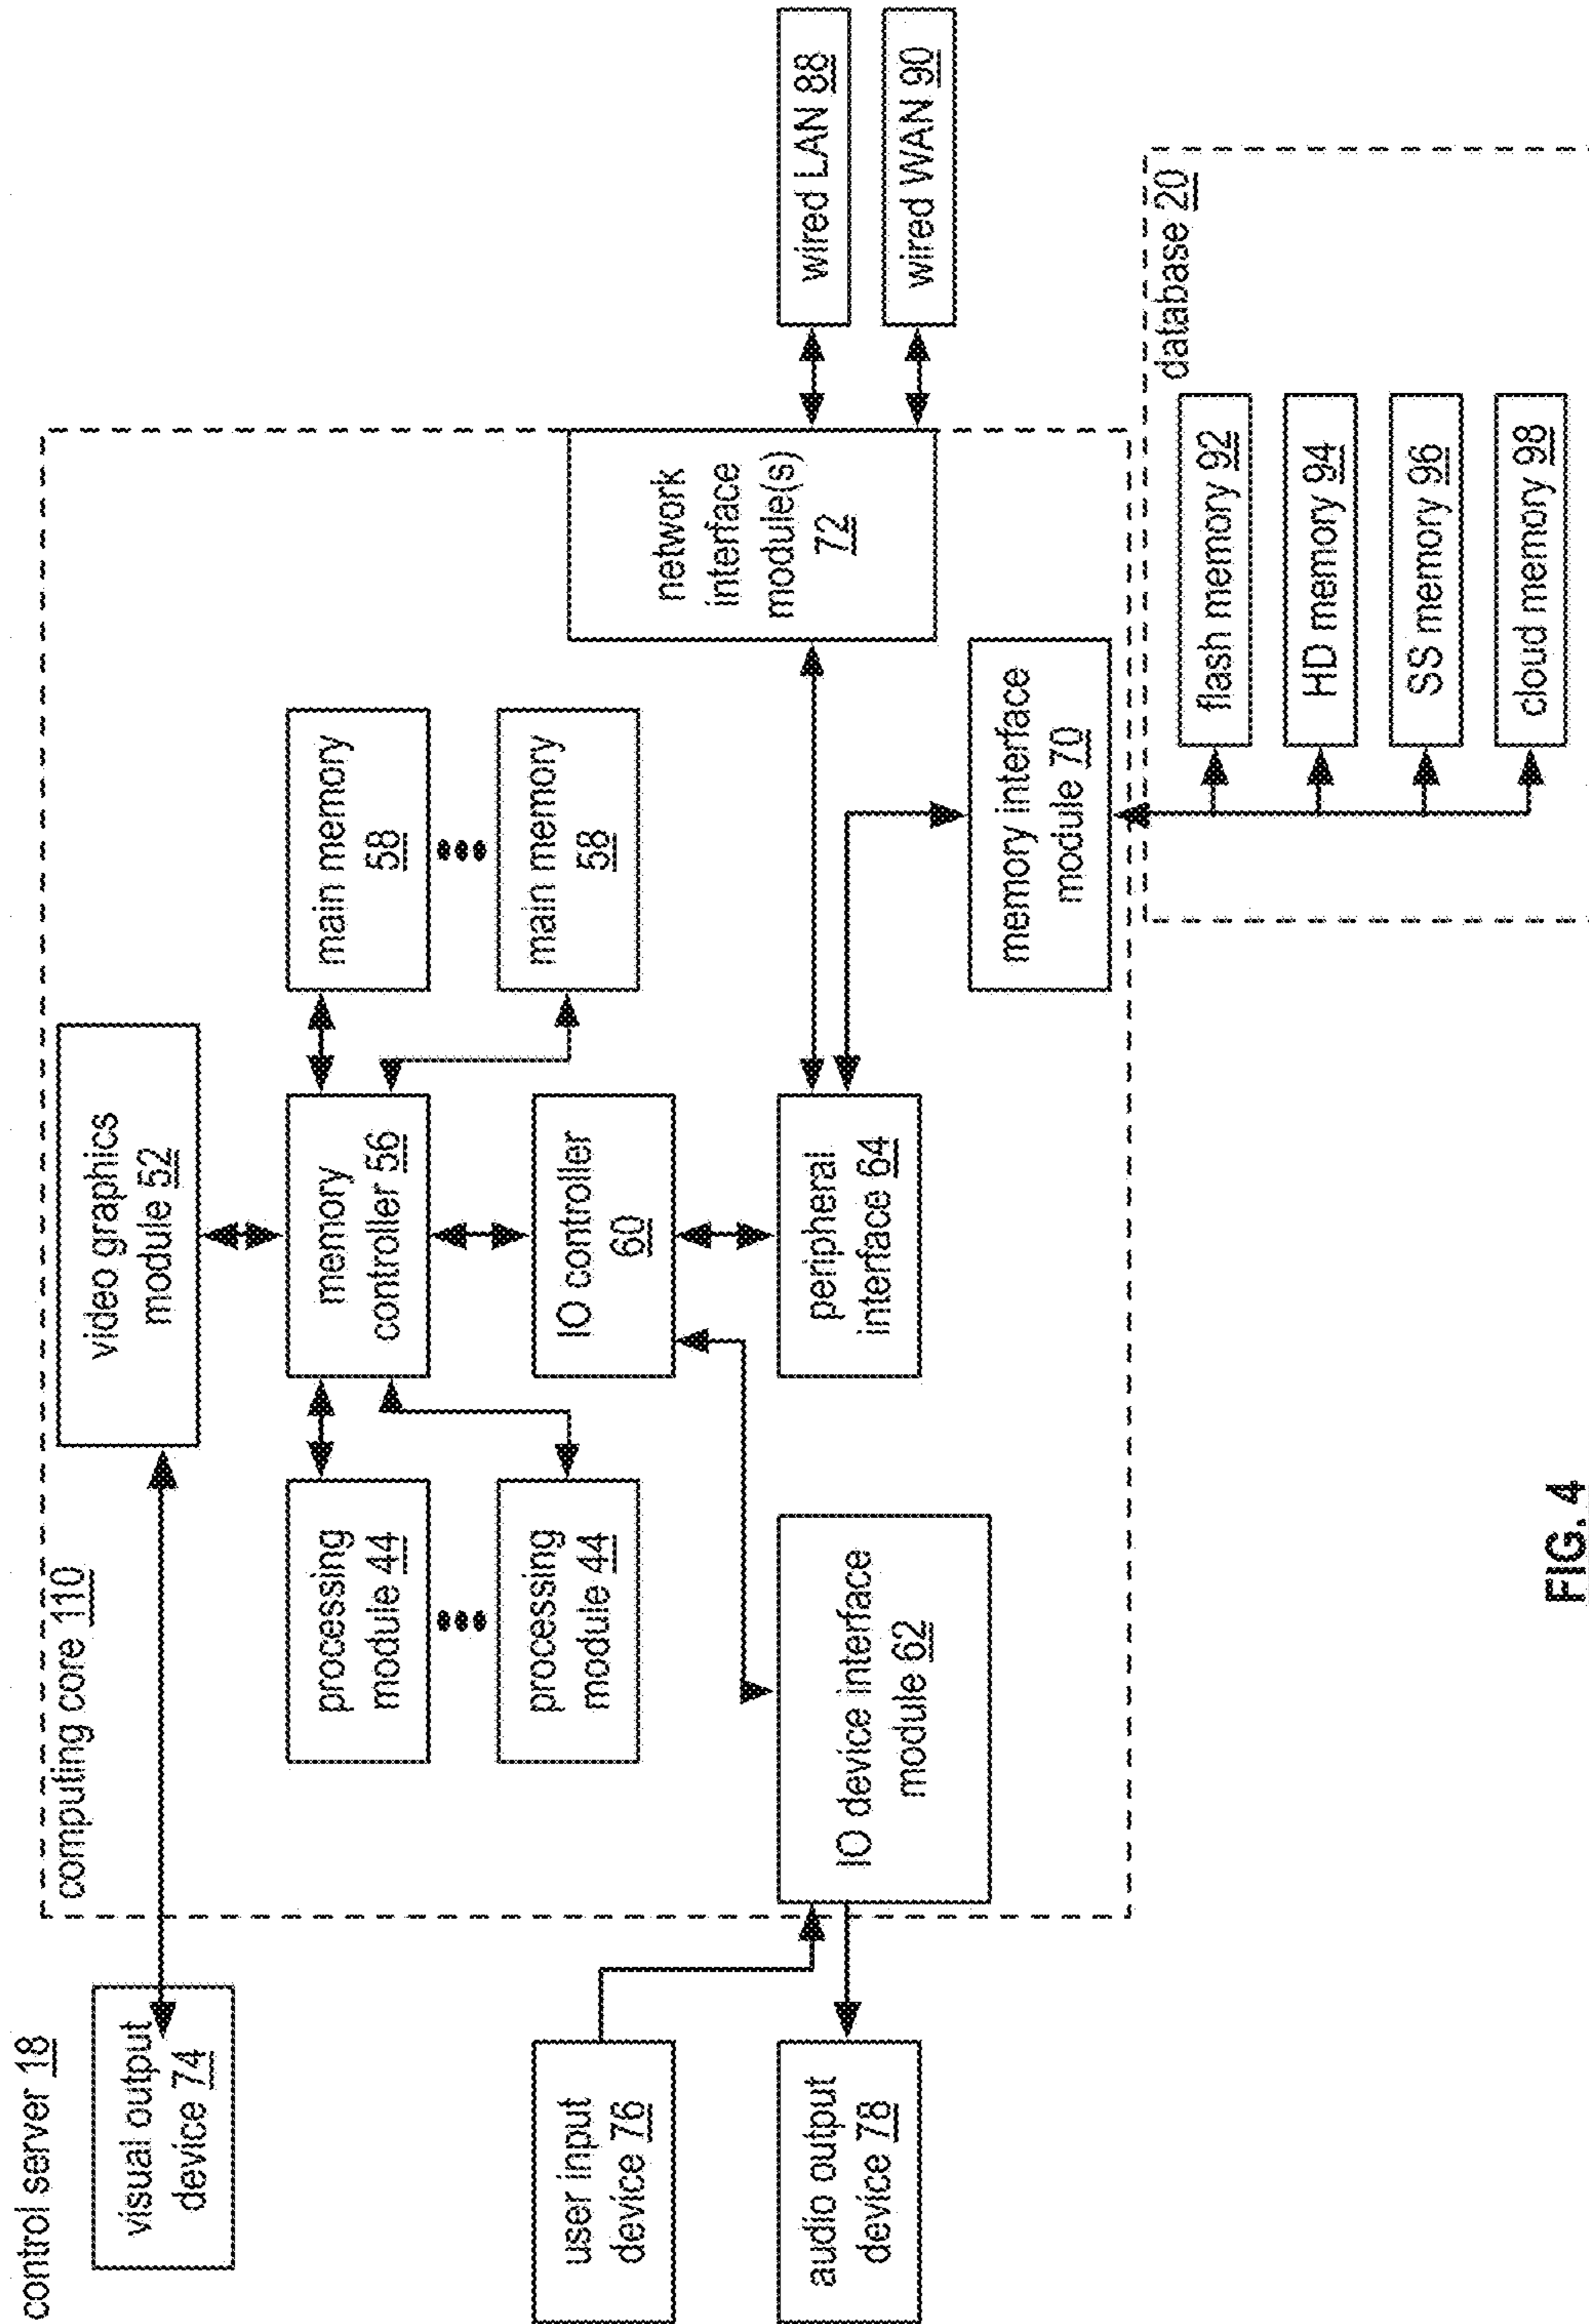 control server 18
visual output
device 74
computing core 110
video graphics
module 52
processing
module 44
processing
module 44
memory
controller 56
main memory
58
main memory
58
IO controller
60
user input
device 76
audio output
device 78
IO device interface
module 62
peripheral
interface 64
network
interface
module(s)
72
wired LAN 88
wired WAN 90
memory interface
module 70
database 20
flash memory 92
HD memory 94
SS memory 96
cloud memory 98
FIG. 4